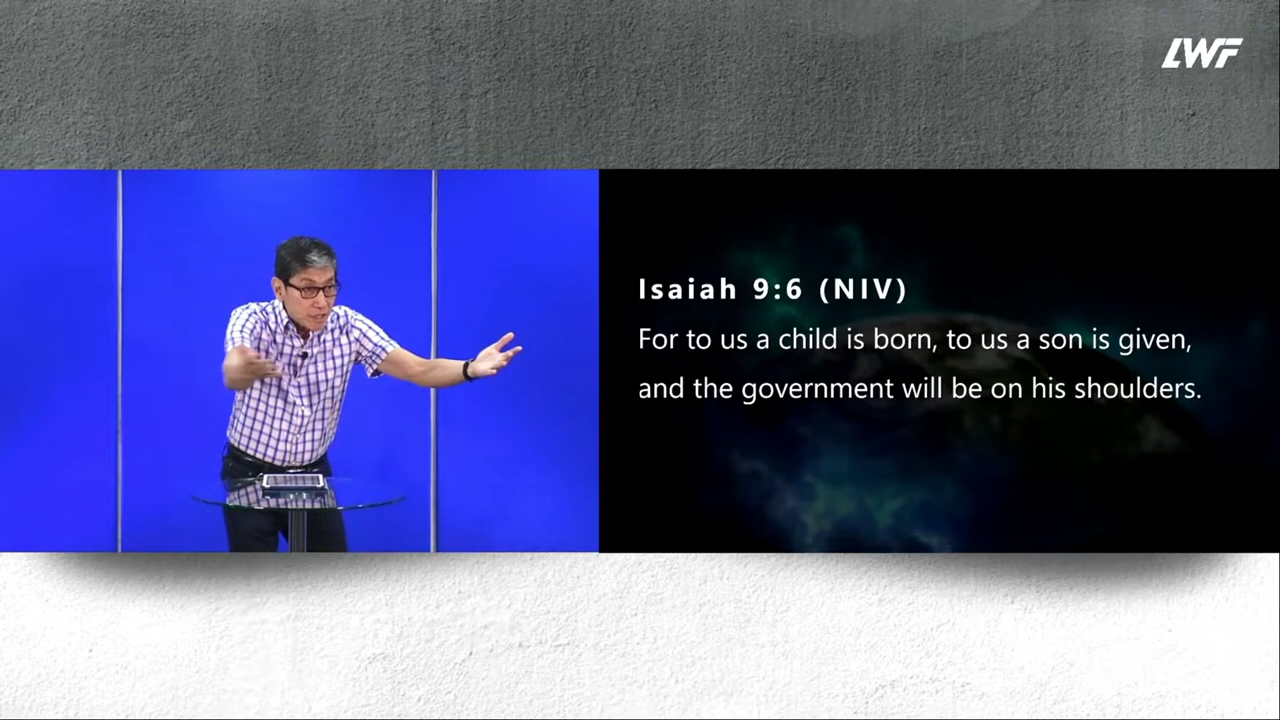 LWF
Isaiah 9:6 (NIV)
For to us a child is born, to us a son is given,
and the government will be on his shoulders.